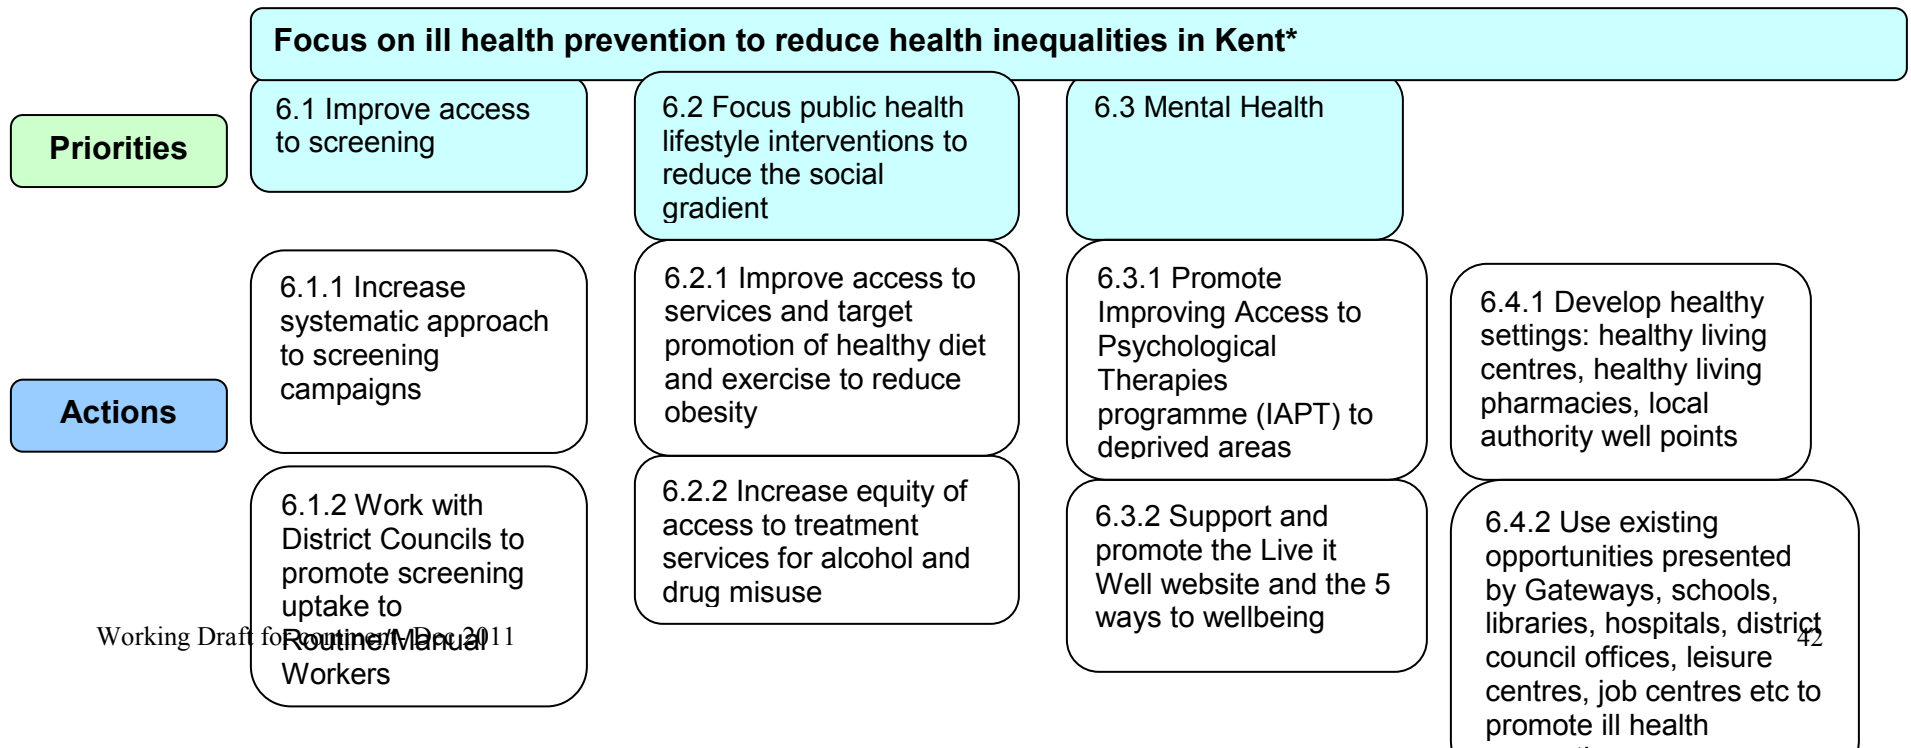 Focus on ill health prevention to reduce health inequalities in Kent*
Priorities
6.1 Improve access
to screening
6.2 Focus public health
lifestyle interventions to
reduce the social
gradient
6.3 Mental Health
Actions
6.1.1 Increase
systematic approach
to screening
campaigns
6.2.1 Improve access to
services and target
promotion of healthy diet
and exercise to reduce
obesity
6.3.1 Promote
Improving Access to
Psychological
Therapies
programme (IAPT) to
deprived areas
6.4.1 Develop healthy
settings: healthy living
centres, healthy living
pharmacies, local
authority well points
6.1.2 Work with
District Councils to
promote screening
uptake to
Routine/Manual
Workers
6.2.2 Increase equity of
access to treatment
services for alcohol and
drug misuse
6.3.2 Support and
promote the Live it
Well website and the 5
ways to wellbeing
6.4.2 Use existing
opportunities presented
by Gateways, schools,
libraries, hospitals, district
council offices, leisure
centres, job centres etc to
promote ill health
Working Draft for comment- Dec 2011
42